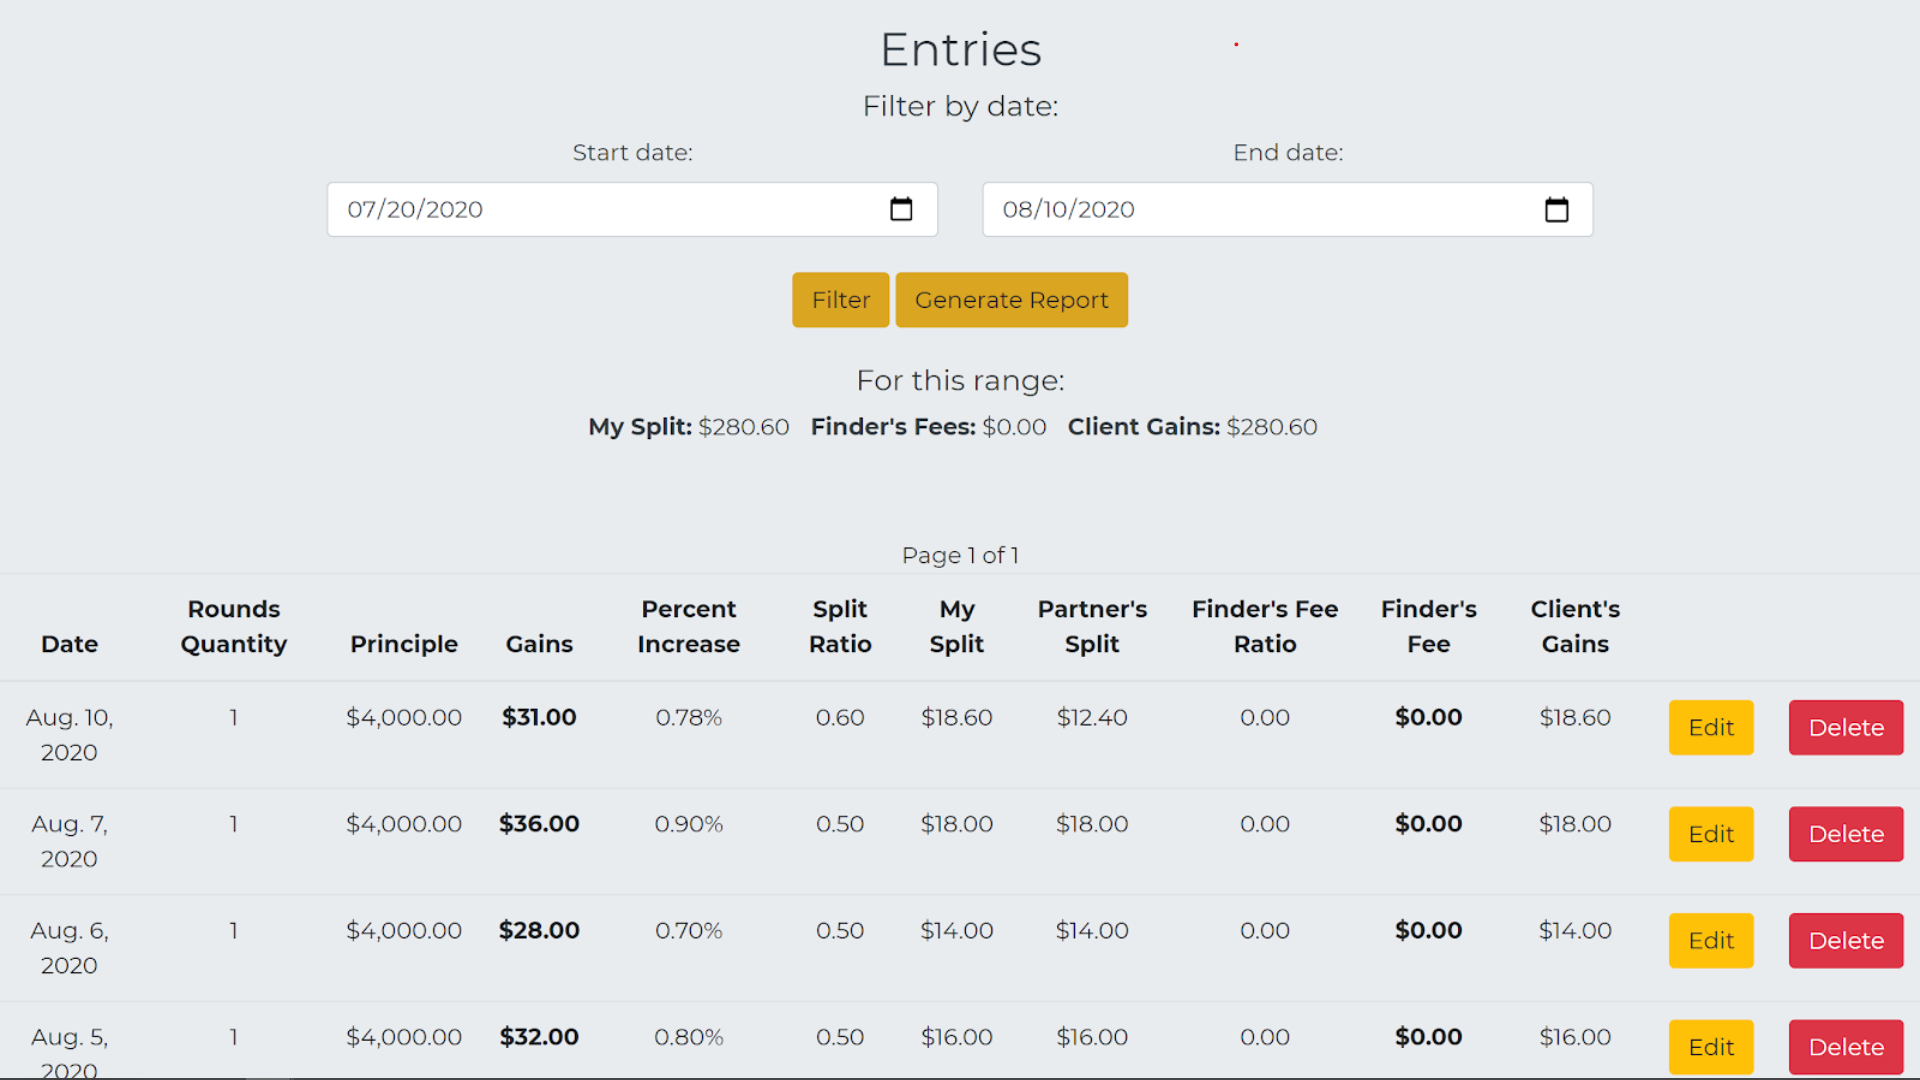 Entries
Filter by date:
Start date: End date:
07/20/2020 08/10/2020
Filter Generate Report
For this range:
My Split: $280.60 Finder's Fees: $0.00 Client Gains: $280.60
Page 1 of 1
Date Rounds Quantity Principle Gains Percent Increase Split Ratio My Split Partner's Split Finder's Fee Ratio Finder's Fee Client's Gains
Aug. 10, 2020 1 $4,000.00 $31.00 0.78% 0.60 $18.60 $12.40 0.00 $0.00 $18.60 Edit Delete
Aug. 7, 2020 1 $4,000.00 $36.00 0.90% 0.50 $18.00 $18.00 0.00 $0.00 $18.00 Edit Delete
Aug. 6, 2020 1 $4,000.00 $28.00 0.70% 0.50 $14.00 $14.00 0.00 $0.00 $14.00 Edit Delete
Aug. 5, 2020 1 $4,000.00 $32.00 0.80% 0.50 $16.00 $16.00 0.00 $0.00 $16.00 Edit Delete